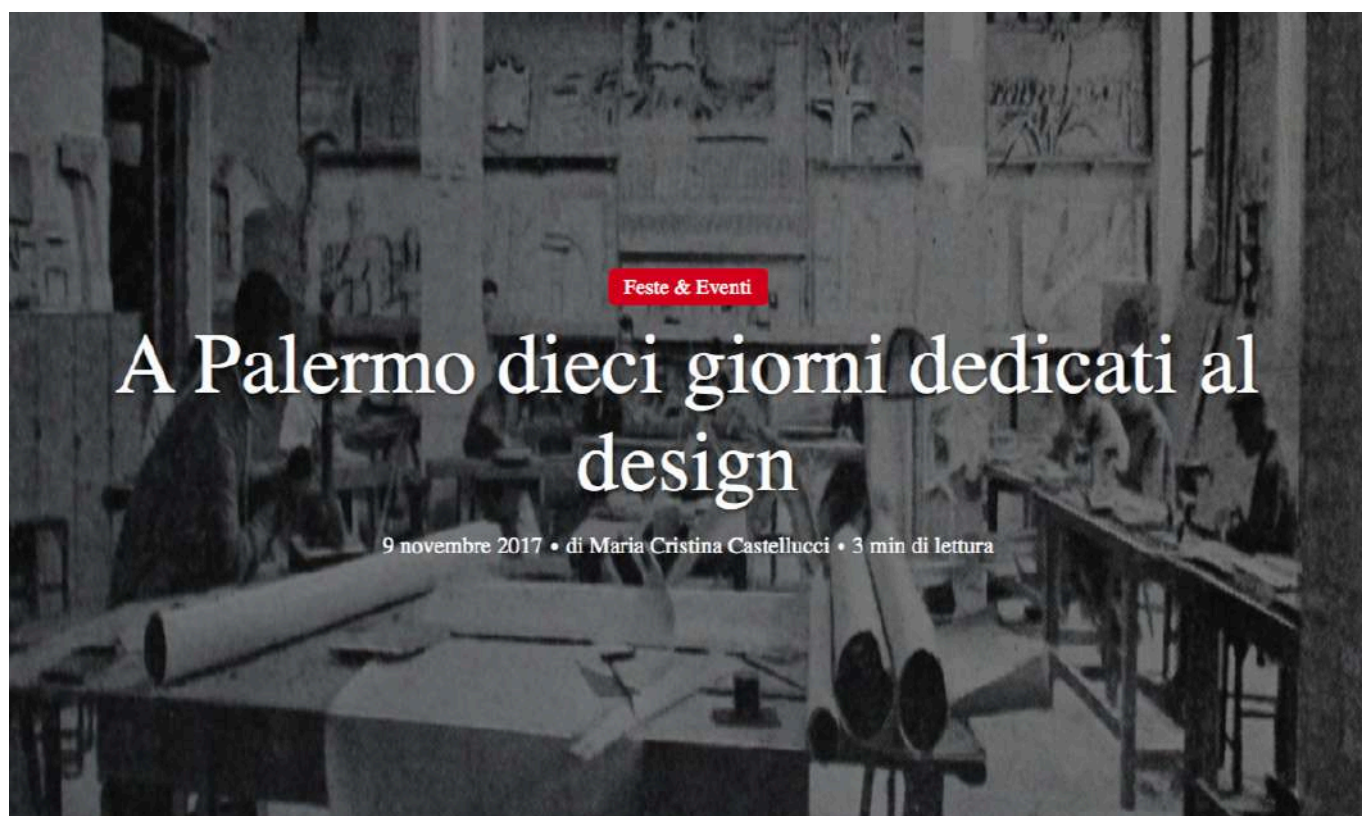 Feste & Eventi
A Palermo dieci giorni dedicati al
design
9 novembre 2017 • di Maria Cristina Castellucci • 3 min di lettura